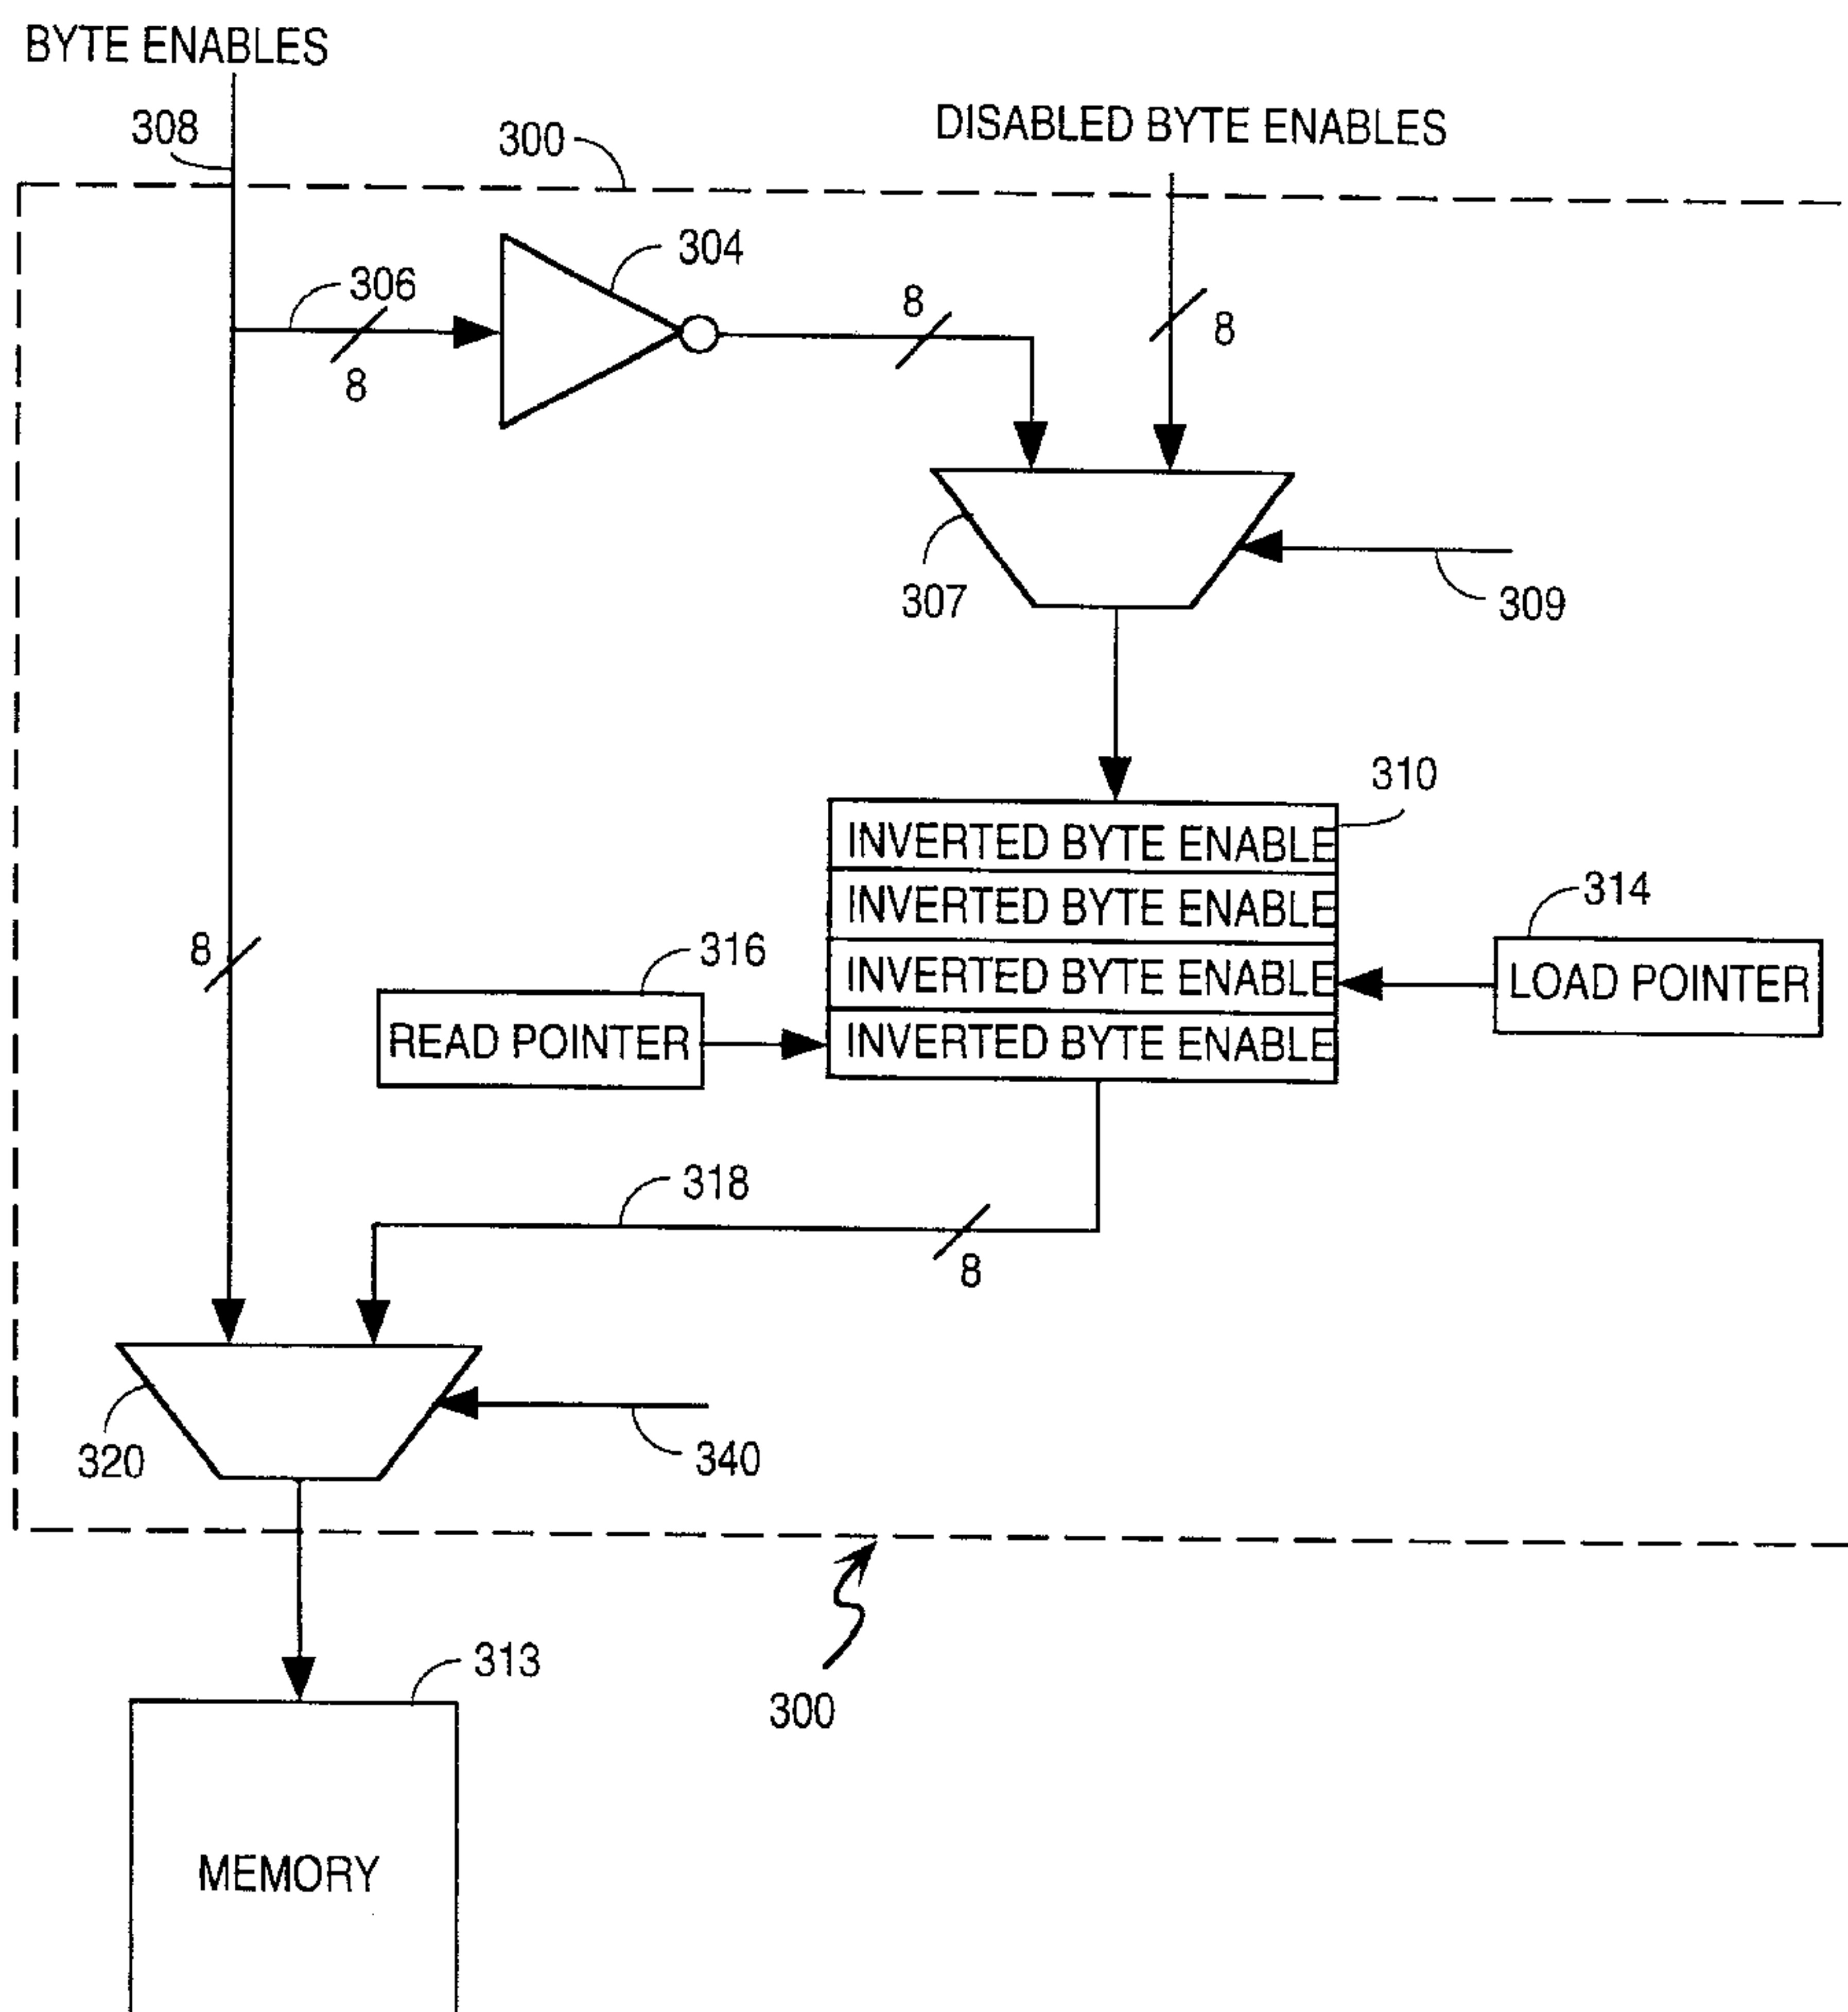 BYTE ENABLES
DISABLED BYTE ENABLES
308
300
304
306
8
8
8
307
309
310
INVERTED BYTE ENABLE
INVERTED BYTE ENABLE
INVERTED BYTE ENABLE
INVERTED BYTE ENABLE
314
LOAD POINTER
316
READ POINTER
8
318
8
320
340
300
313
MEMORY